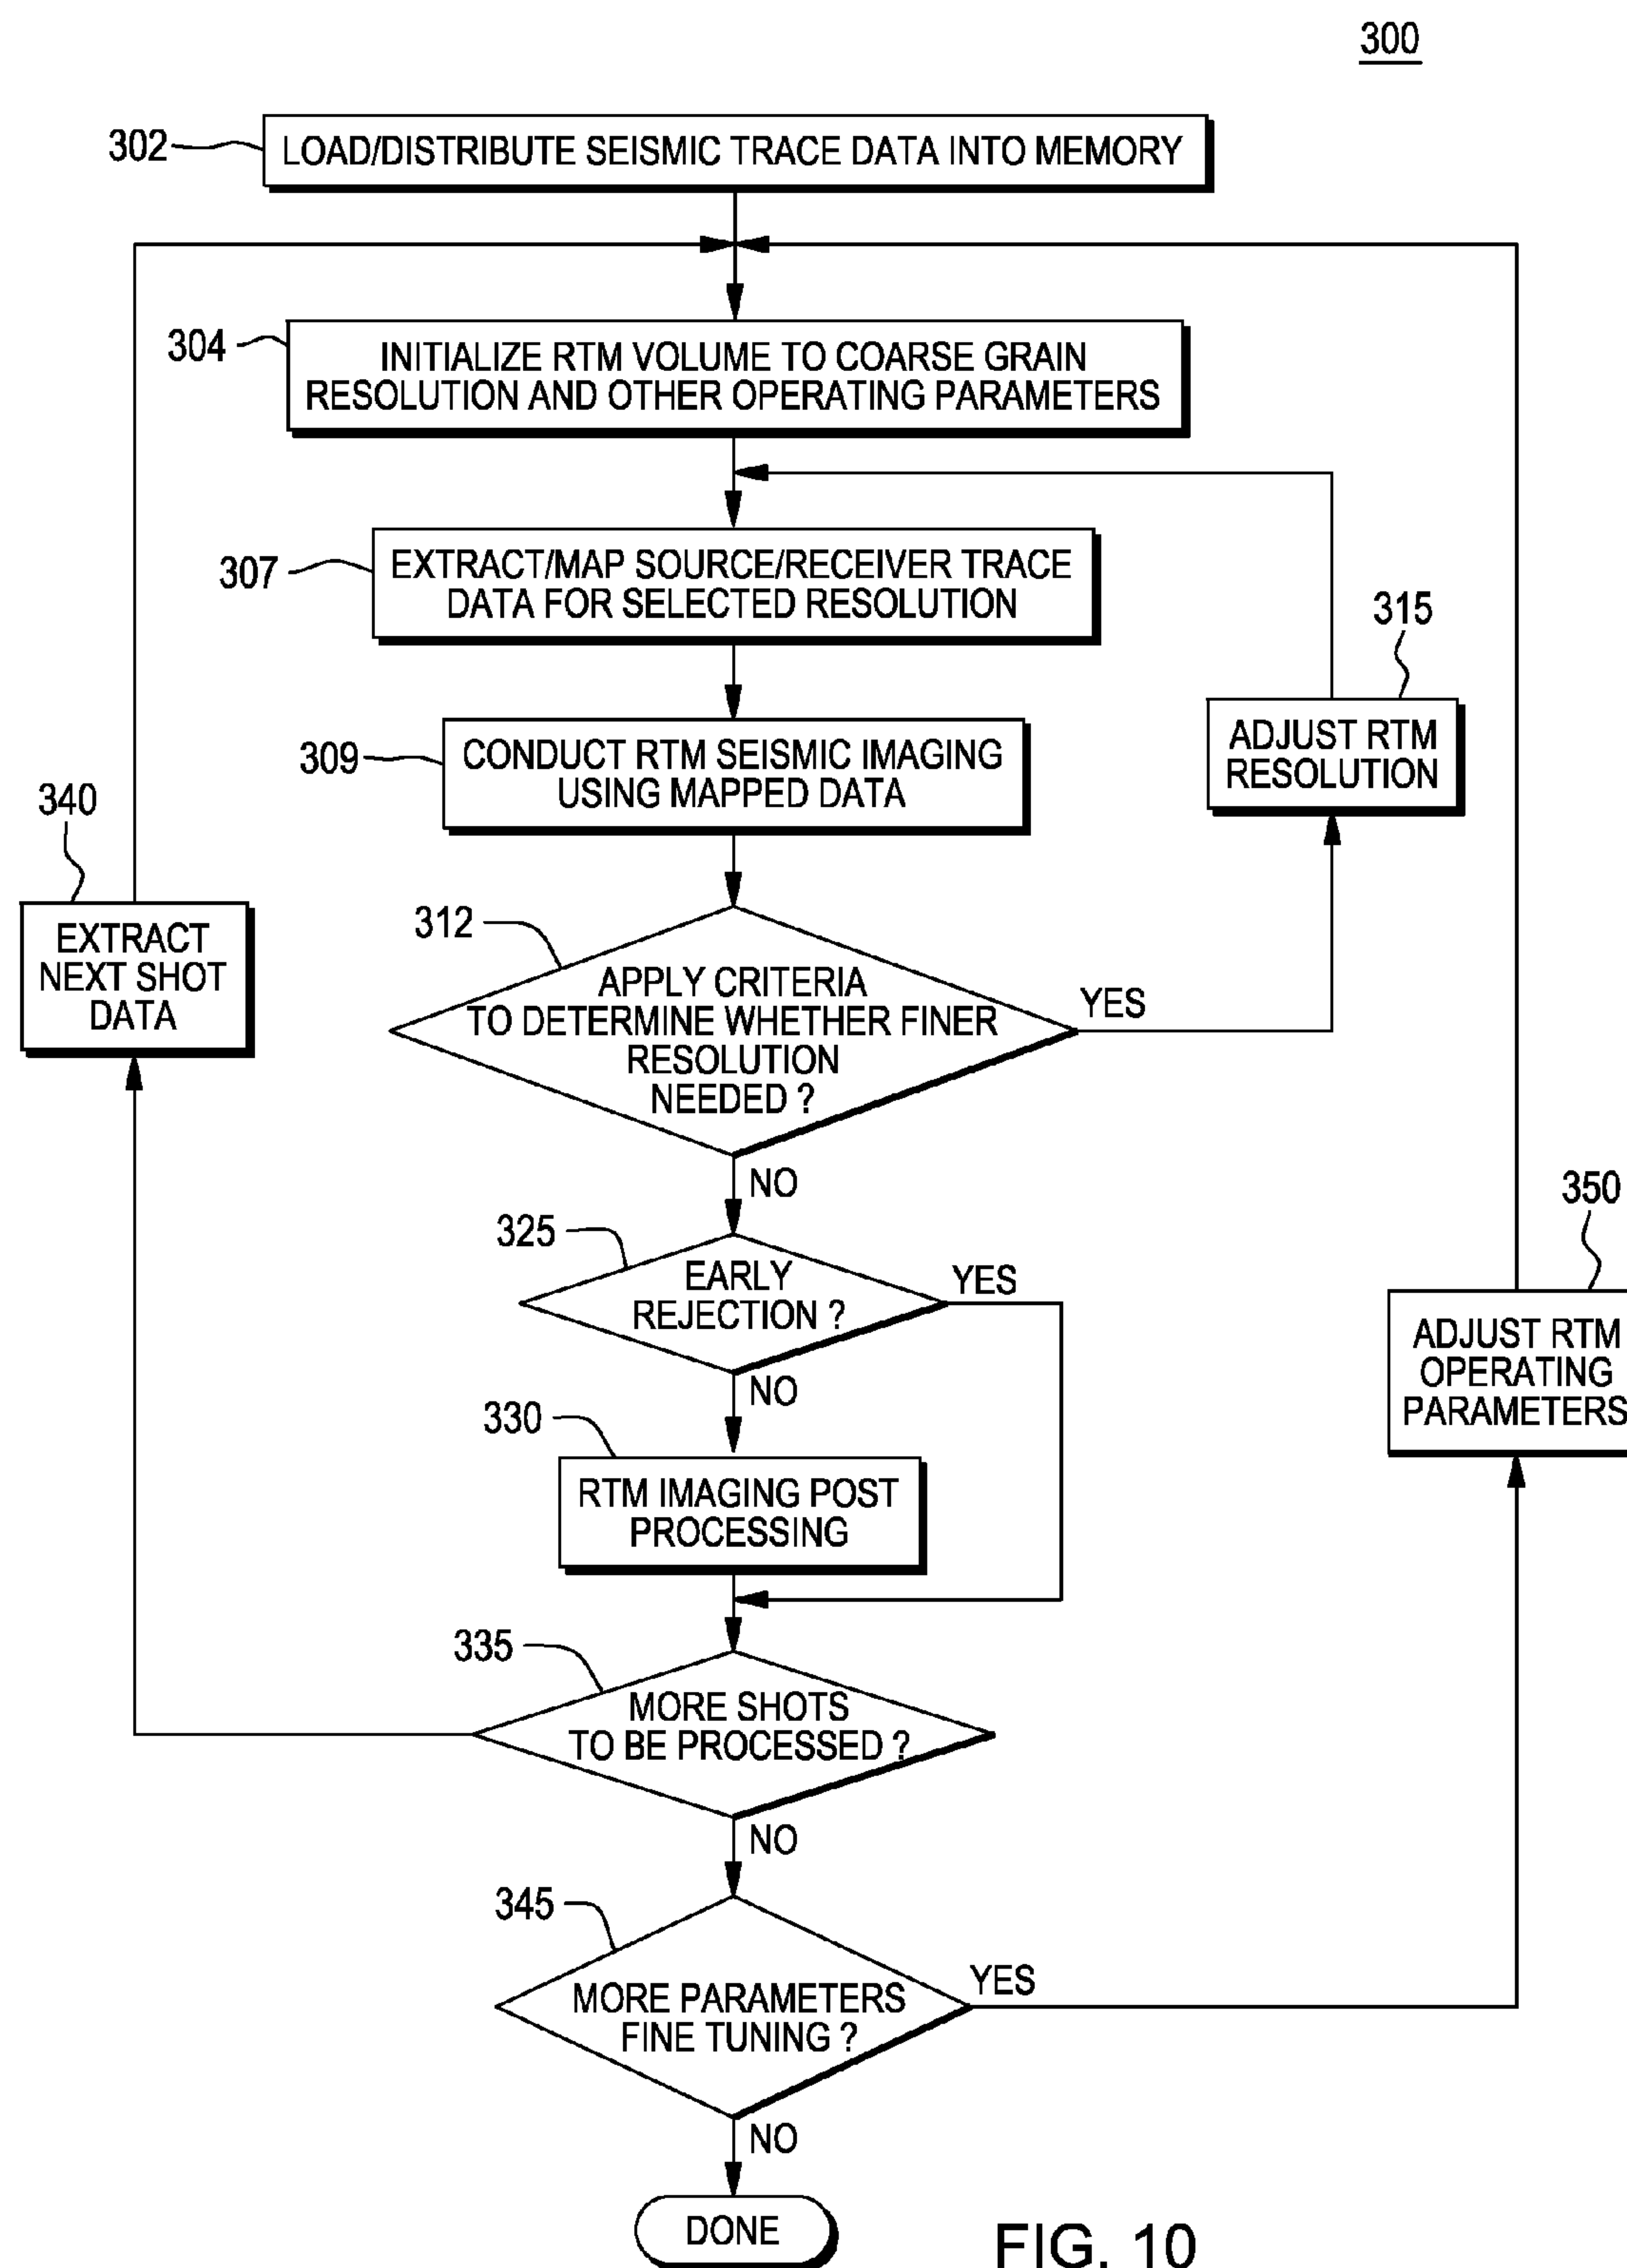 300
302
LOAD/DISTRIBUTE SEISMIC TRACE DATA INTO MEMORY
304
INITIALIZE RTM VOLUME TO COARSE GRAIN
RESOLUTION AND OTHER OPERATING PARAMETERS
307
EXTRACT/MAP SOURCE/RECEIVER TRACE
DATA FOR SELECTED RESOLUTION
315
ADJUST RTM
RESOLUTION
309
CONDUCT RTM SEISMIC IMAGING
USING MAPPED DATA
340
EXTRACT
NEXT SHOT
DATA
312
APPLY CRITERIA
TO DETERMINE WHETHER FINER
RESOLUTION
NEEDED ?
YES
NO
325
EARLY
REJECTION ?
YES
NO
350
ADJUST RTM
OPERATING
PARAMETERS
330
RTM IMAGING POST
PROCESSING
335
MORE SHOTS
TO BE PROCESSED ?
NO
345
MORE PARAMETERS
FINE TUNING ?
YES
NO
DONE
FIG. 10